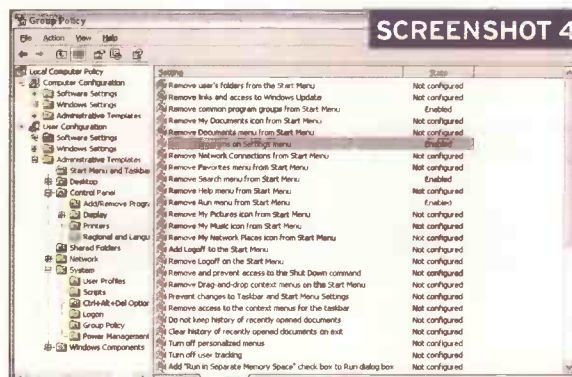 Group Policy
SCREENSHOT 4
File Action View Help
Local Computer Policy
Computer Configuration
Software Settings
Windows Settings
Administrative Templates
User Configuration
Software Settings
Windows Settings
Administrative Templates
Start Menu and Taskbar
Desktop
Control Panel
Add/Remove Progra
Display
Printers
Regional and Langu
Shared Folders
Network
System
User Profiles
Scripts
Ctrl+Alt+Del Option
Logon
Group Policy
Power Management
Windows Components
Setting State
Remove user's folders from the Start Menu Not configured
Remove links and access to Windows Update Not configured
Remove common program groups from Start Menu Enabled
Remove My Documents icon from Start Menu Not configured
Remove Documents menu from Start Menu Not configured
programs on Settings menu Enabled
Remove Network Connections from Start Menu Not configured
Remove Favorites menu from Start Menu Not configured
Remove Search menu from Start Menu Enabled
Remove Help menu from Start Menu Not configured
Remove Run menu from Start Menu Enabled
Remove My Pictures icon from Start Menu Not configured
Remove My Music icon from Start Menu Not configured
Remove My Network Places icon from Start Menu Not configured
Add Logoff to the Start Menu Not configured
Remove Logoff on the Start Menu Not configured
Remove and prevent access to the Shut Down command Not configured
Remove Drag-and-drop context menus on the Start Menu Not configured
Prevent changes to Taskbar and Start Menu Settings Not configured
Remove access to the context menus for the taskbar Not configured
Do not keep history of recently opened documents Not configured
Clear history of recently opened documents on exit Not configured
Turn off personalized menus Not configured
Turn off user tracking Not configured
Add "Run in Separate Memory Space" check box to Run dialog box Not configured